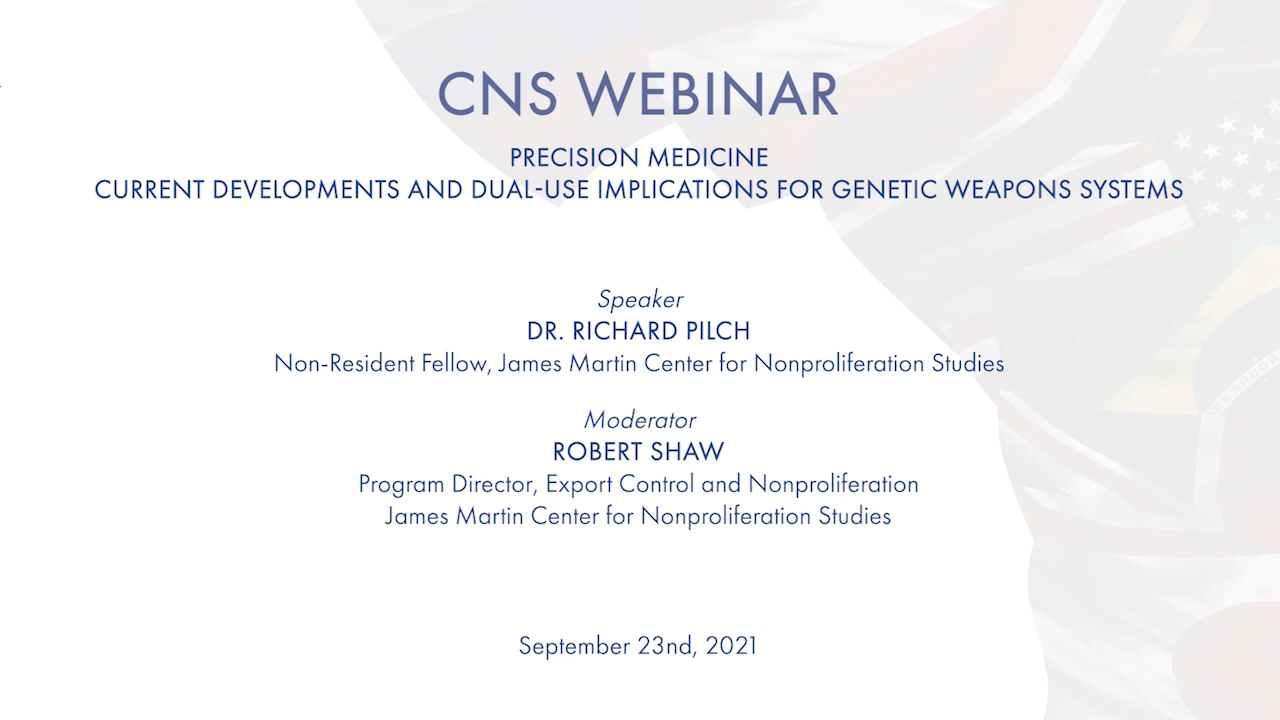 CNS WEBINAR
PRECISION MEDICINE
CURRENT DEVELOPMENTS AND DUAL-USE IMPLICATIONS FOR GENETIC WEAPONS SYSTEMS
Speaker
DR. RICHARD PILCH
Non-Resident Fellow, James Martin Center for Nonproliferation Studies
Moderator
ROBERT SHAW
Program Director, Export Control and Nonproliferation
James Martin Center for Nonproliferation Studies
September 23nd, 2021